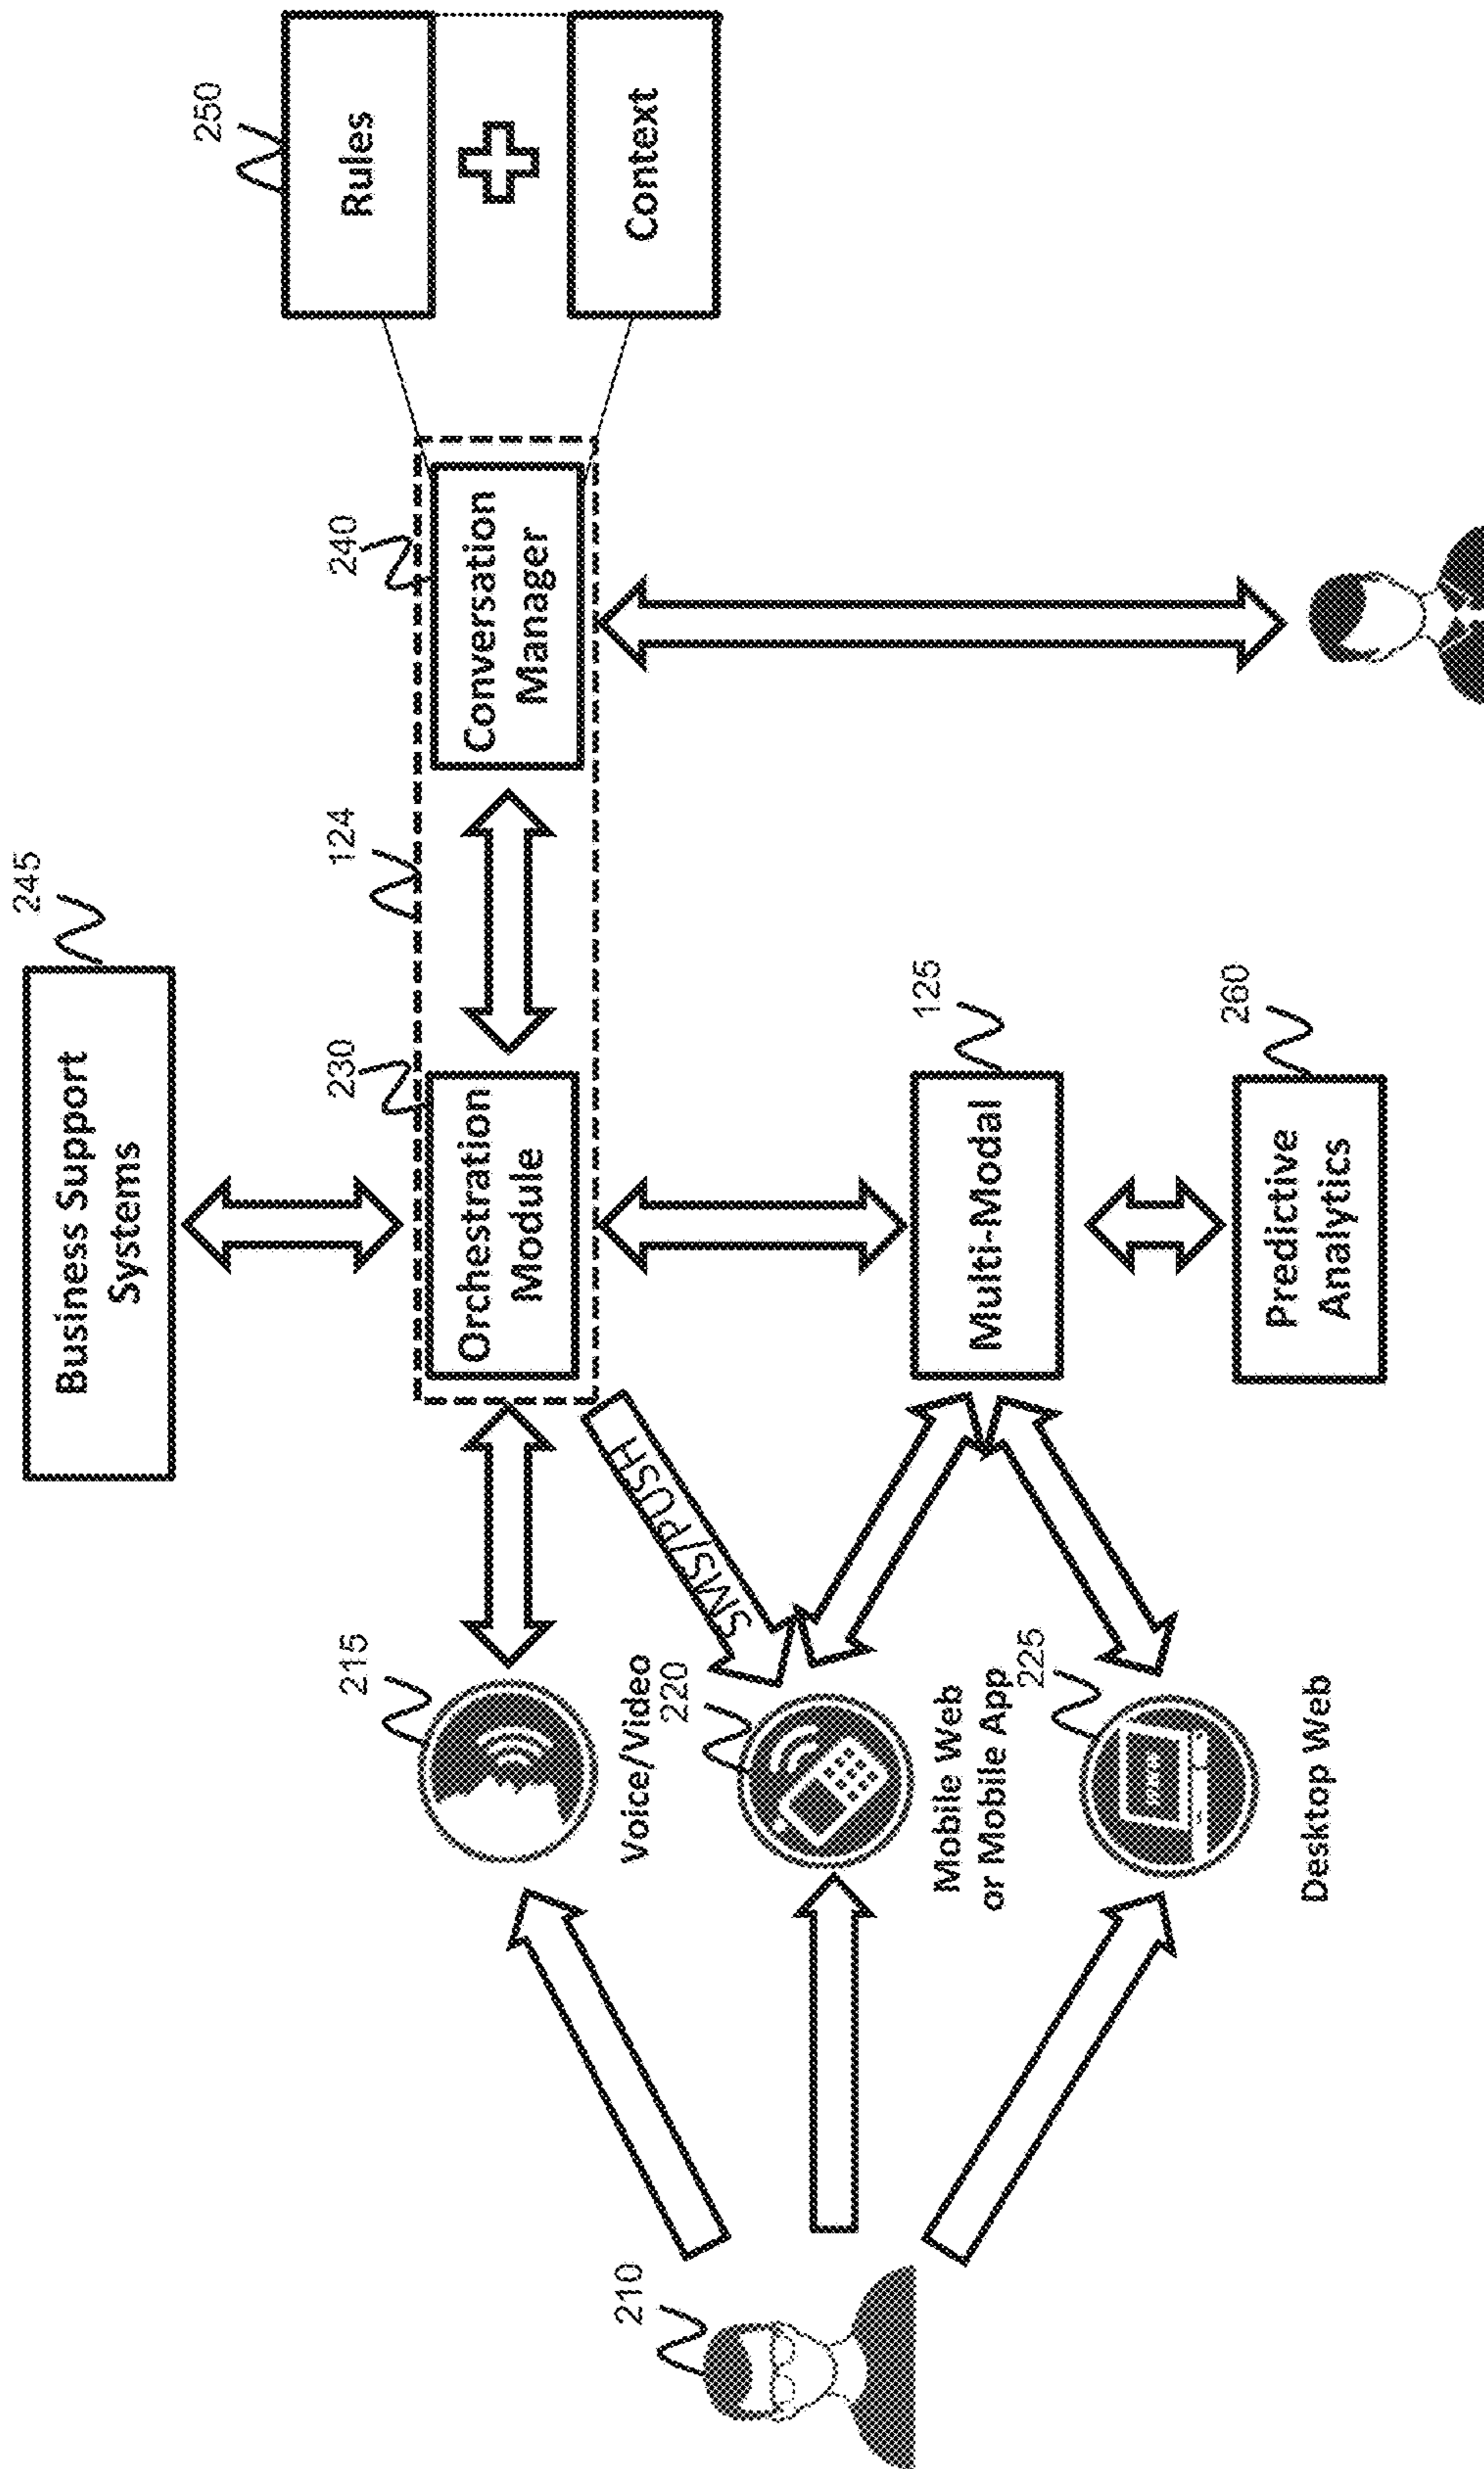 245
Business Support
Systems
250
Rules
Context
240
Conversation
Manager
124
230
Orchestration
Module
215
Voice/Video
SMS/PUSH
220
Mobile Web
or Mobile App
125
Multi-Modal
210
225
Desktop Web
260
Predictive
Analytics